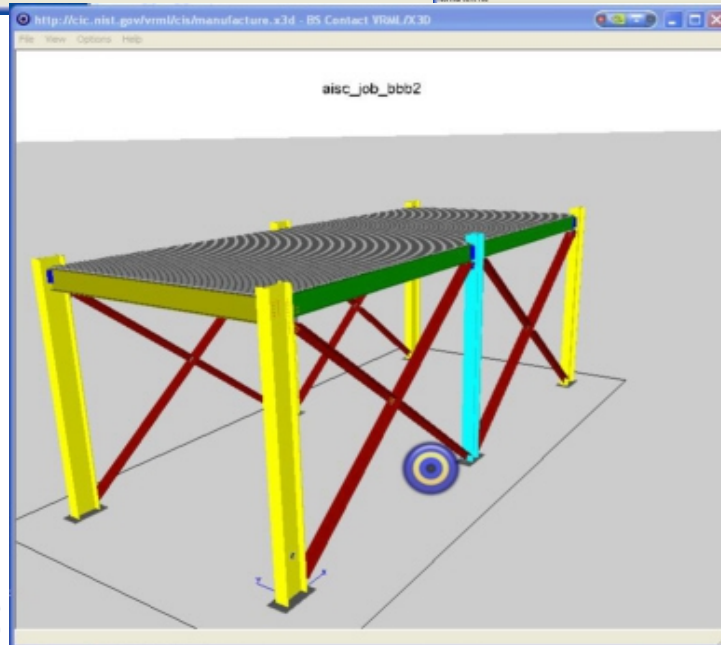 http://cic.nist.gov/vrml/cis/manufacture.x3d - BS Contact VRML/X3D
File View Options Help
aisc_job_bbb2
Z
Y
X